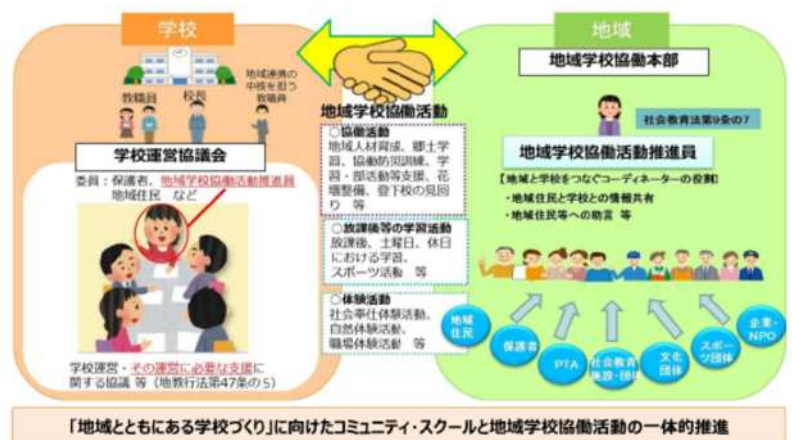 学校
地域
教職員
校長
地域連携の
中核を担う
教職員
学校運営協議会
委員:保護者、地域学校協働活動推進員
地域住民 など
学校運営・その運営に必要な支援に
関する協議 等(地教行法第47条の5)
地域学校協働活動
○協働活動
地域人材育成、郷土学
習、協働防災訓練、学
習・部活動等支援、花
壇整備、登下校の見回
り 等
○放課後等の学習活動
放課後、土曜日、休日
における学習、
スポーツ活動 等
○体験活動
社会奉仕体験活動、
自然体験活動、
職場体験活動 等
地域学校協働本部
社会教育法第9条の7
地域学校協働活動推進員
【地域と学校をつなぐコーディネーターの役割】
・地域住民と学校との情報共有
・地域住民等への助言 等
地域
住民
保護者
PTA
社会教育
施設・団体
文化
団体
スポー
ツ団体
企業・
NPO
「地域とともにある学校づくり」に向けたコミュニティ・スクールと地域学校協働活動の一体的推進